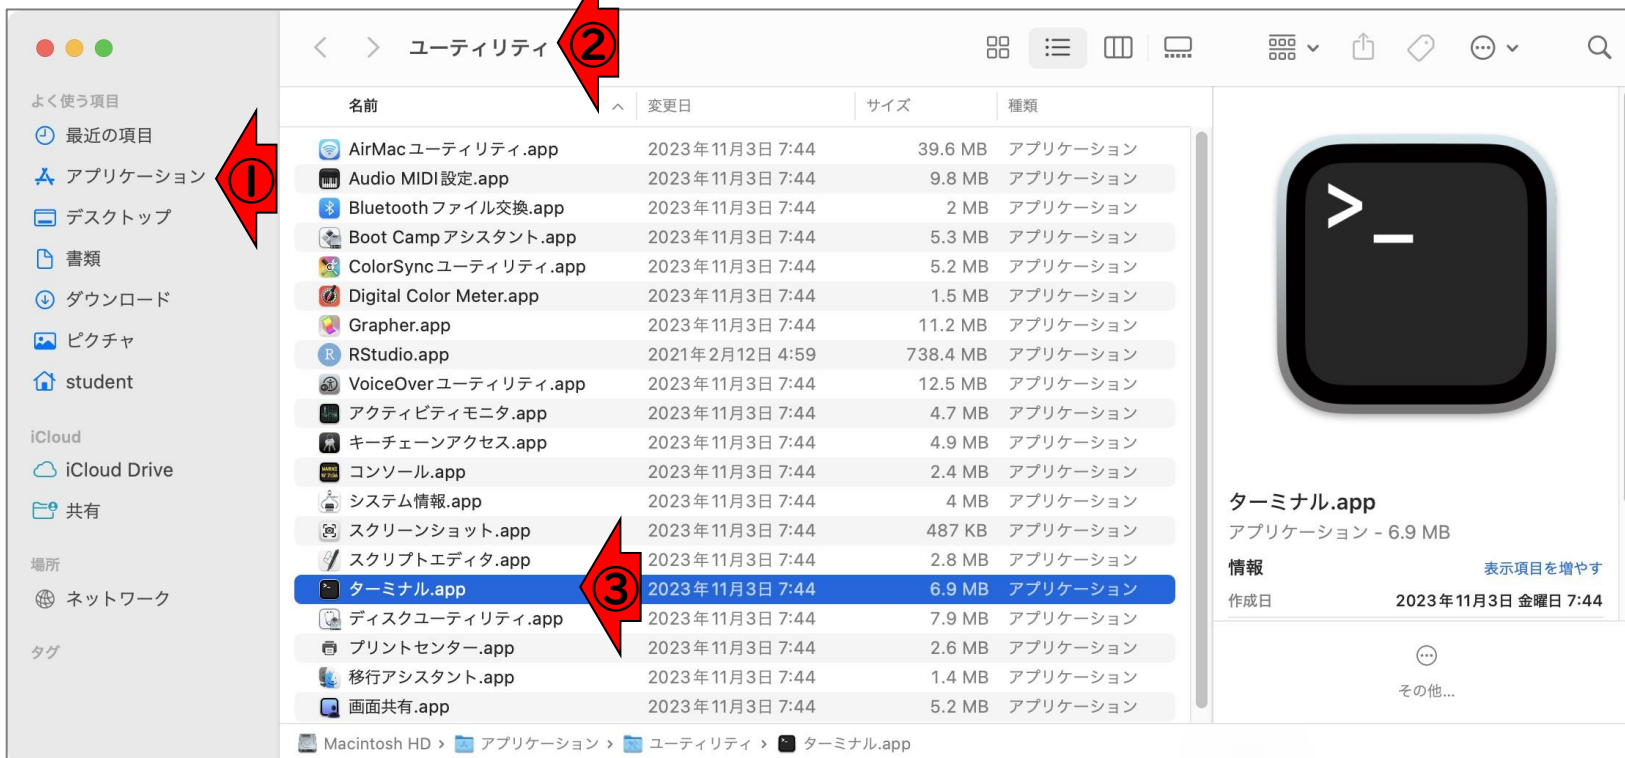 ユーティリティ
②
よく使う項目
最近の項目
アプリケーション
①
デスクトップ
書類
ダウンロード
ピクチャ
student
iCloud
iCloud Drive
共有
場所
ネットワーク
タグ
名前 変更日 サイズ 種類
AirMacユーティリティ.app 2023年11月3日 7:44 39.6 MB アプリケーション
Audio MIDI設定.app 2023年11月3日 7:44 9.8 MB アプリケーション
Bluetoothファイル交換.app 2023年11月3日 7:44 2 MB アプリケーション
Boot Campアシスタント.app 2023年11月3日 7:44 5.3 MB アプリケーション
ColorSyncユーティリティ.app 2023年11月3日 7:44 5.2 MB アプリケーション
Digital Color Meter.app 2023年11月3日 7:44 1.5 MB アプリケーション
Grapher.app 2023年11月3日 7:44 11.2 MB アプリケーション
RStudio.app 2021年2月12日 4:59 738.4 MB アプリケーション
VoiceOverユーティリティ.app 2023年11月3日 7:44 12.5 MB アプリケーション
アクティビティモニタ.app 2023年11月3日 7:44 4.7 MB アプリケーション
キーチェーンアクセス.app 2023年11月3日 7:44 4.9 MB アプリケーション
コンソール.app 2023年11月3日 7:44 2.4 MB アプリケーション
システム情報.app 2023年11月3日 7:44 4 MB アプリケーション
スクリーンショット.app 2023年11月3日 7:44 487 KB アプリケーション
スクリプトエディタ.app 2023年11月3日 7:44 2.8 MB アプリケーション
ターミナル.app ③ 2023年11月3日 7:44 6.9 MB アプリケーション
ディスクユーティリティ.app 2023年11月3日 7:44 7.9 MB アプリケーション
プリントセンター.app 2023年11月3日 7:44 2.6 MB アプリケーション
移行アシスタント.app 2023年11月3日 7:44 1.4 MB アプリケーション
画面共有.app 2023年11月3日 7:44 5.2 MB アプリケーション
>_
ターミナル.app
アプリケーション - 6.9 MB
情報 表示項目を増やす
作成日 2023年11月3日 金曜日 7:44
その他...
Macintosh HD › アプリケーション › ユーティリティ › ターミナル.app